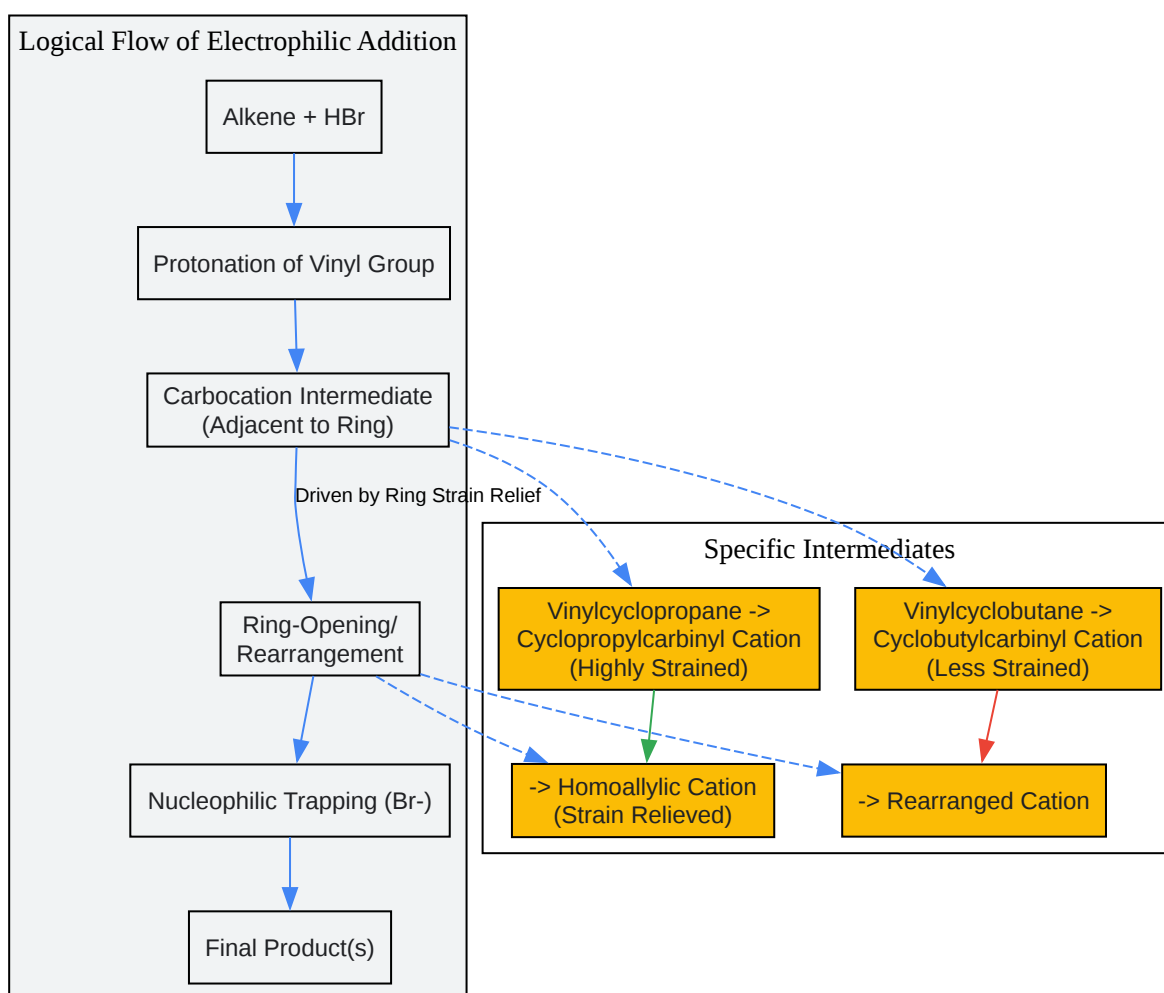 Logical Flow of Electrophilic Addition
Alkene + HBr
Protonation of Vinyl Group
Carbocation Intermediate
(Adjacent to Ring)
Driven by Ring Strain Relief
Ring-Opening/
Rearrangement
Nucleophilic Trapping (Br-)
Final Product(s)
Specific Intermediates
Vinylcyclopropane ->
Cyclopropylcarbinyl Cation
(Highly Strained)
Vinylcyclobutane ->
Cyclobutylcarbinyl Cation
(Less Strained)
-> Homoallylic Cation
(Strain Relieved)
-> Rearranged Cation